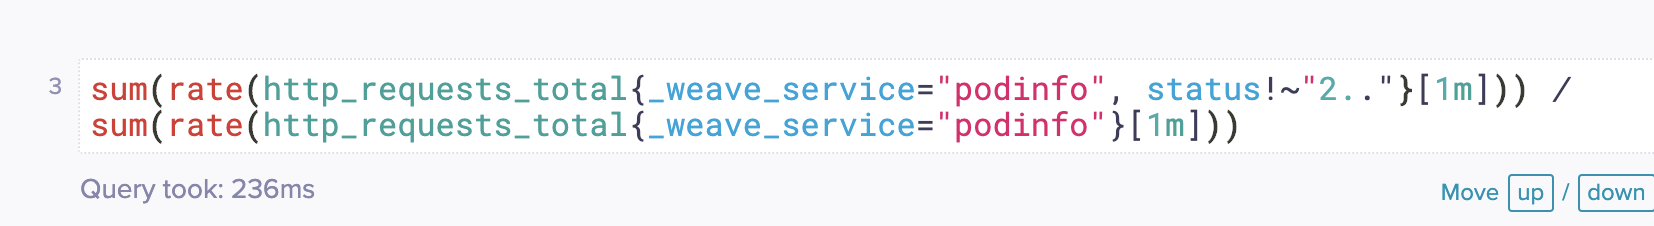 3
sum(rate(http_requests_total{_weave_service="podinfo", status!~"2.."}[1m])) /
sum(rate(http_requests_total{_weave_service="podinfo"}[1m]))
Query took: 236ms
Move up / down